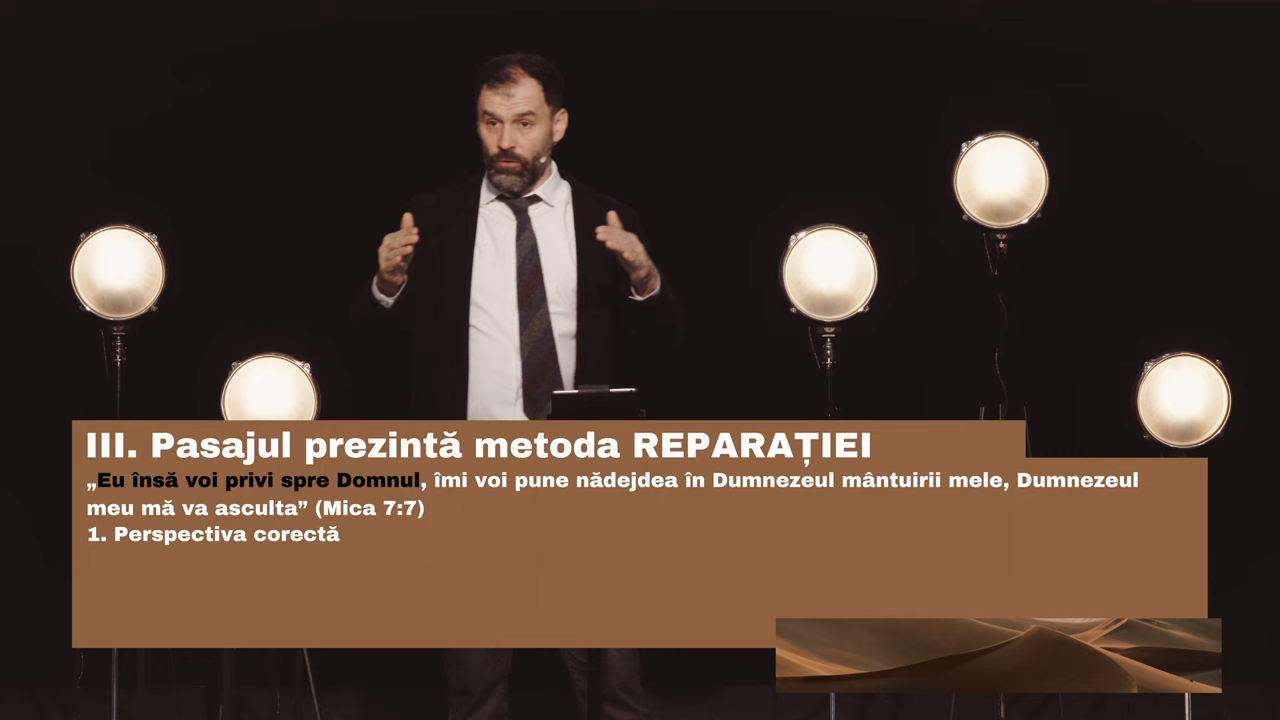 III. Pasajul prezintă metoda REPARAȚIEI
„Eu însă voi privi spre Domnul, îmi voi pune nădejdea în Dumnezeul mântuirii mele, Dumnezeul
meu mă va asculta” (Mica 7:7)
1. Perspectiva corectă